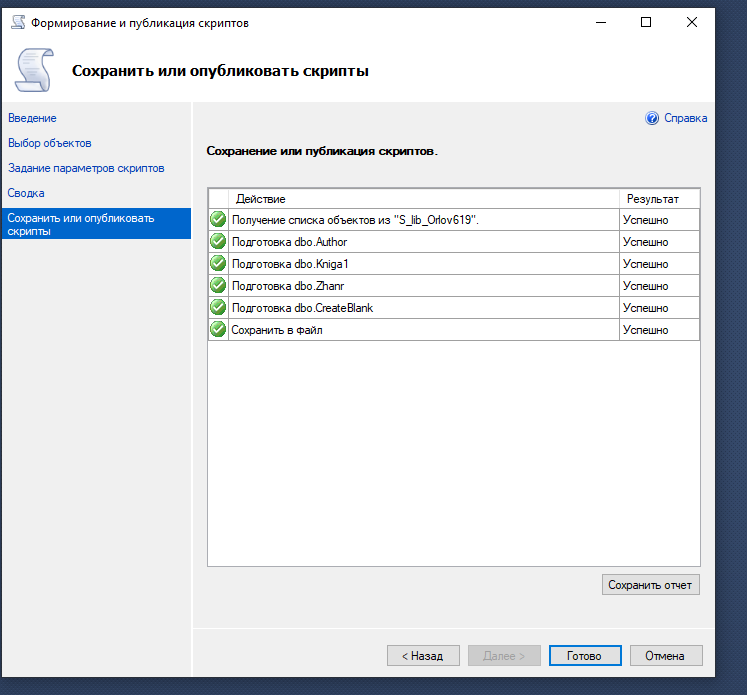 Формирование и публикация скриптов
Сохранить или опубликовать скрипты
Введение
Выбор объектов
Задание параметров скриптов
Сводка
Сохранить или опубликовать
скрипты
Справка
Сохранение или публикация скриптов.
Действие Результат
Получение списка объектов из "S_lib_Orlov619". Успешно
Подготовка dbo.Author Успешно
Подготовка dbo.Kniga1 Успешно
Подготовка dbo.Zhanr Успешно
Подготовка dbo.CreateBlank Успешно
Сохранить в файл Успешно
Сохранить отчет
< Назад Далее > Готово Отмена